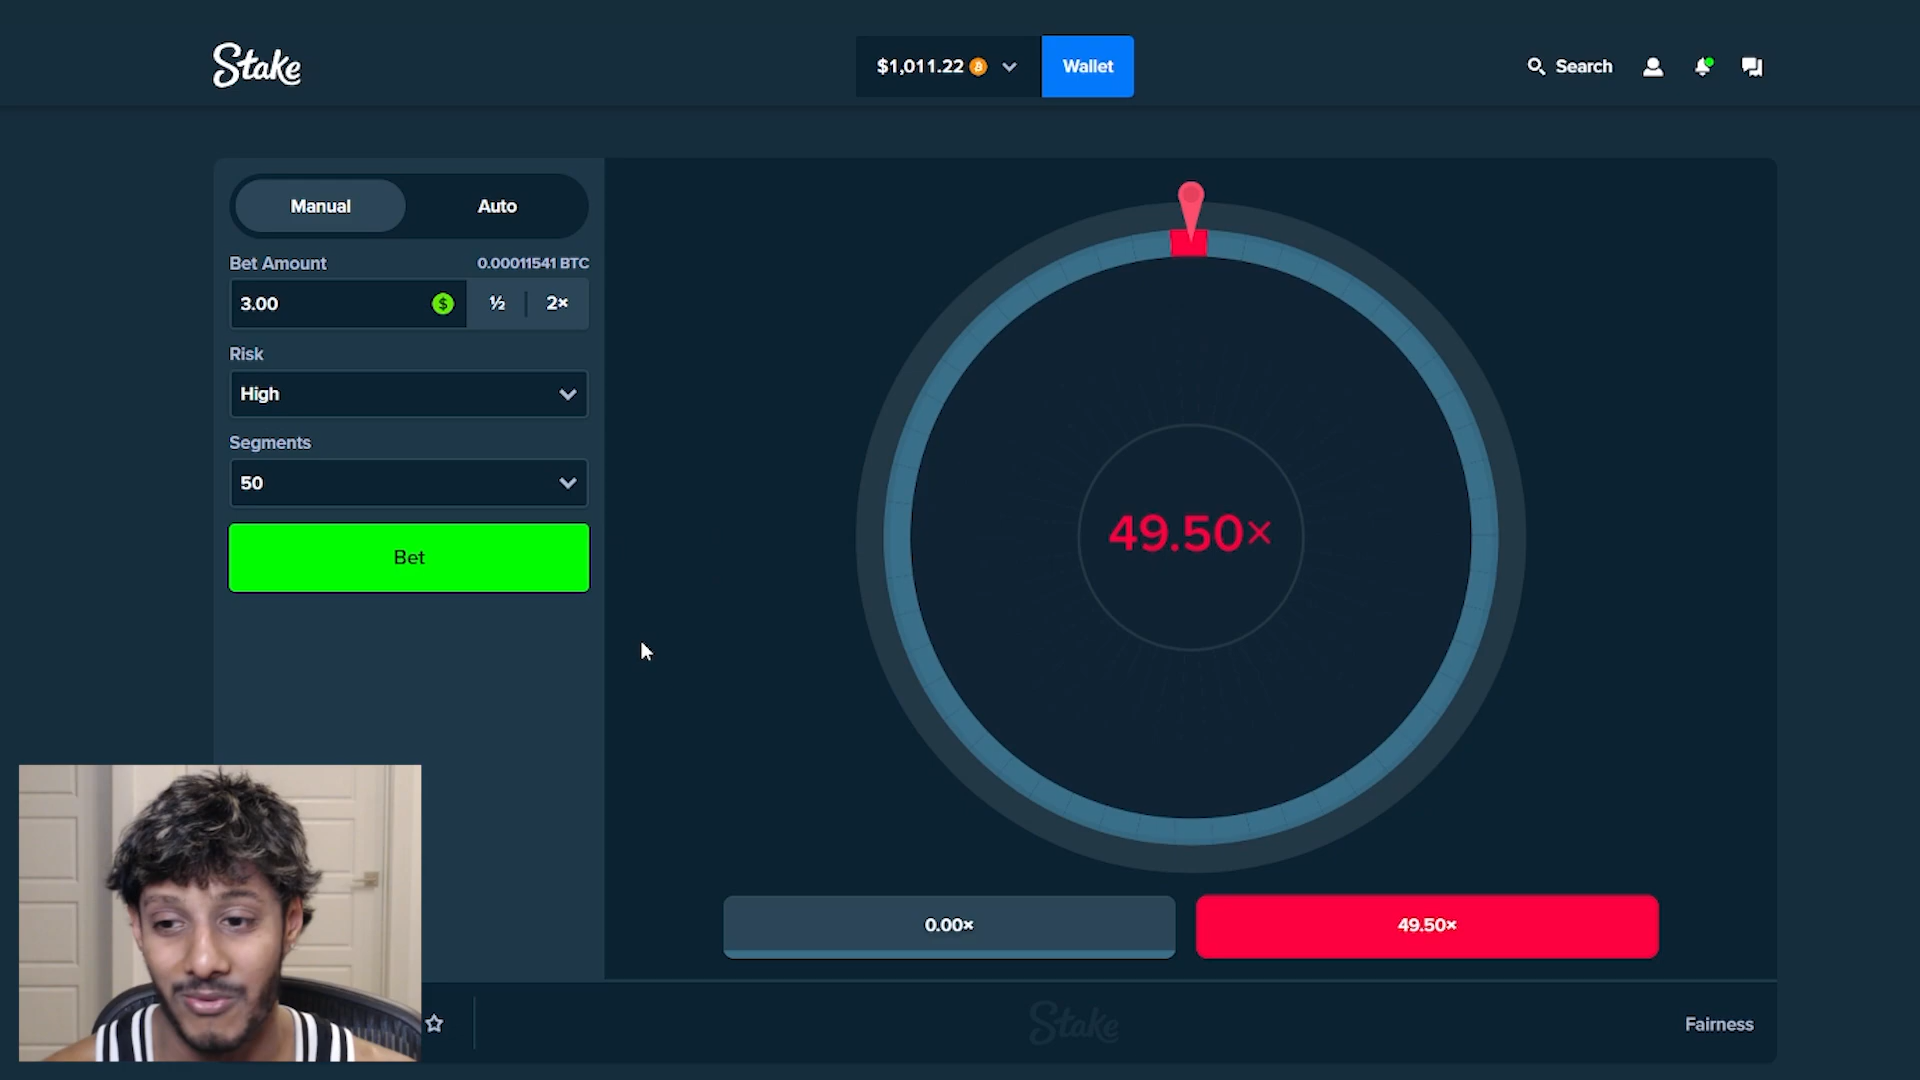 Stake
$1,011.22
Wallet
Search
Manual
Auto
Bet Amount
0.00011541 BTC
3.00
$
½
2×
Risk
High
Segments
50
Bet
49.50×
0.00×
49.50×
Stake
Fairness